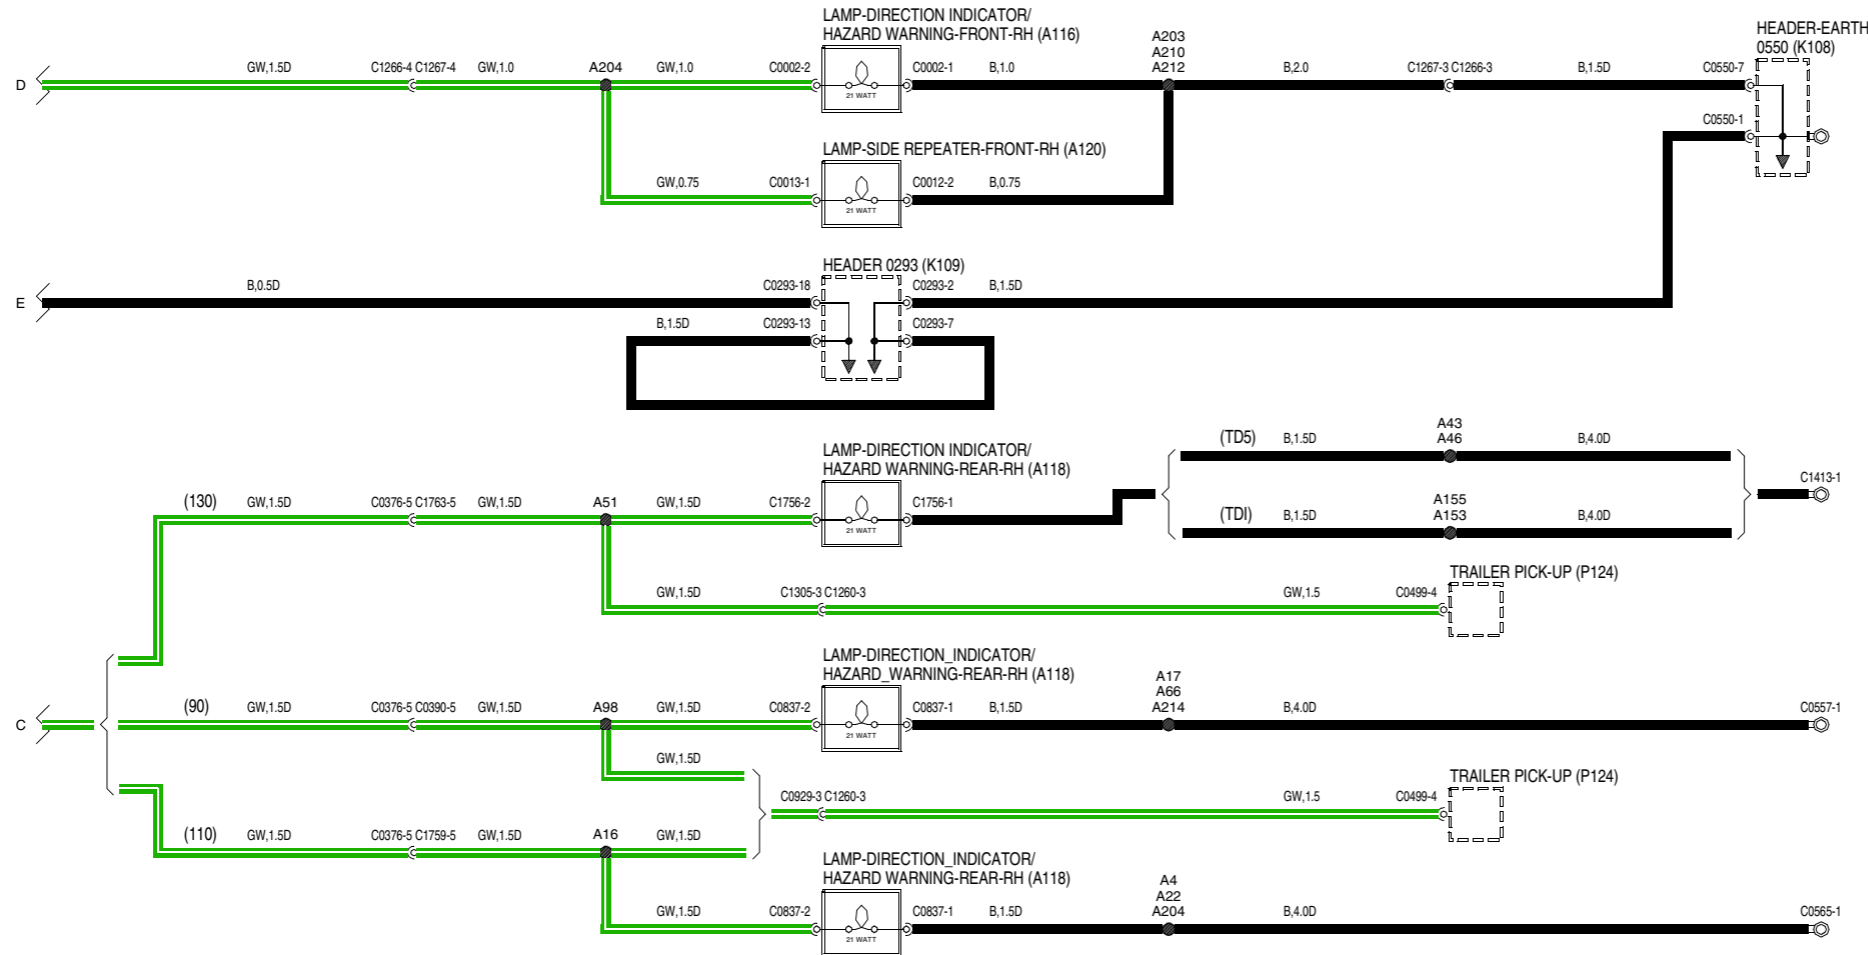 LAMP-DIRECTION INDICATOR/
HAZARD WARNING-FRONT-RH (A116)
A203
A210
A212
HEADER-EARTH
0550 (K108)
D
GW,1.5D
C1266-4 C1267-4
GW,1.0
A204
GW,1.0
C0002-2
21 WATT
C0002-1
B,1.0
B,2.0
C1267-3 C1266-3
B,1.5D
C0550-7
C0550-1
LAMP-SIDE REPEATER-FRONT-RH (A120)
GW,0.75
C0013-1
21 WATT
C0012-2
B,0.75
HEADER 0293 (K109)
E
B,0.5D
C0293-18
C0293-2
B,1.5D
B,1.5D
C0293-13
C0293-7
LAMP-DIRECTION INDICATOR/
HAZARD WARNING-REAR-RH (A118)
(TD5)
B,1.5D
A43
A46
B,4.0D
C1413-1
(130)
GW,1.5D
C0376-5 C1763-5
GW,1.5D
A51
GW,1.5D
C1756-2
21 WATT
C1756-1
(TDI)
B,1.5D
A155
A153
B,4.0D
TRAILER PICK-UP (P124)
GW,1.5D
C1305-3 C1260-3
GW,1.5
C0499-4
LAMP-DIRECTION_INDICATOR/
HAZARD_WARNING-REAR-RH (A118)
A17
A66
A214
C
(90)
GW,1.5D
C0376-5 C0390-5
GW,1.5D
A98
GW,1.5D
C0837-2
21 WATT
C0837-1
B,1.5D
B,4.0D
C0557-1
GW,1.5D
TRAILER PICK-UP (P124)
C0929-3 C1260-3
GW,1.5
C0499-4
(110)
GW,1.5D
C0376-5 C1759-5
GW,1.5D
A16
GW,1.5D
LAMP-DIRECTION_INDICATOR/
HAZARD WARNING-REAR-RH (A118)
A4
A22
A204
GW,1.5D
C0837-2
21 WATT
C0837-1
B,1.5D
B,4.0D
C0565-1